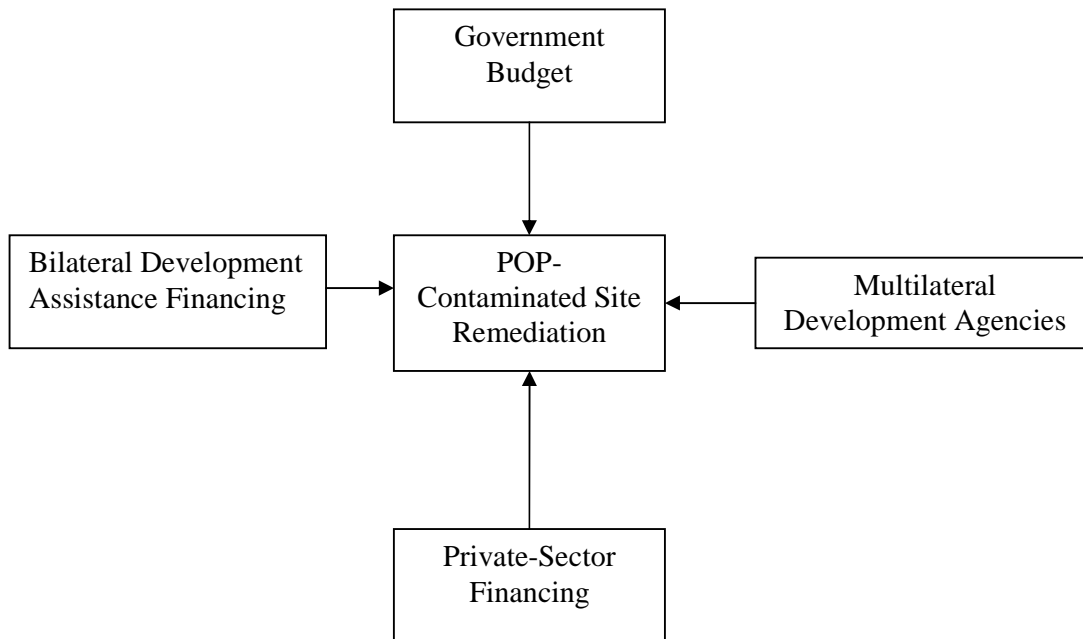 Government
Budget
Bilateral Development
Assistance Financing
POP-
Contaminated Site
Remediation
Multilateral
Development Agencies
Private-Sector
Financing